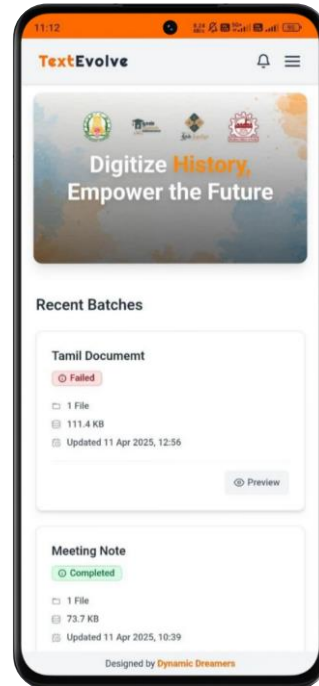 11:12
TextEvolve
Digitize History,
Empower the Future
Recent Batches
Tamil Documemt
Failed
1 File
111.4 KB
Updated 11 Apr 2025, 12:56
Preview
Meeting Note
Completed
1 File
73.7 KB
Updated 11 Apr 2025, 10:39
Designed by Dynamic Dreamers